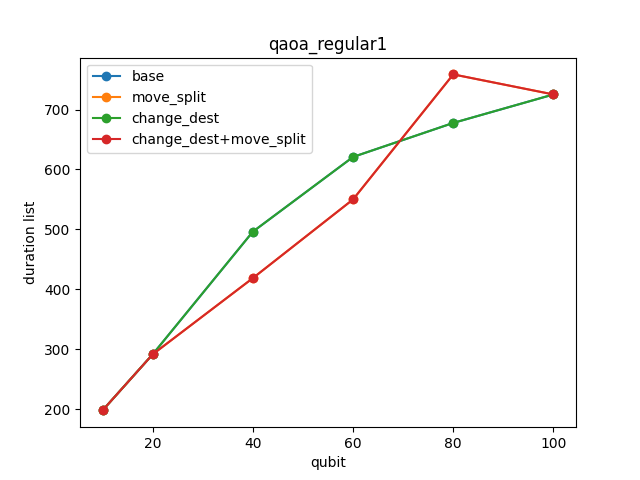 qaoa_regular1
base
move_split
change_dest
change_dest+move_split
duration list
700
600
500
400
300
200
20 40 60 80 100
qubit